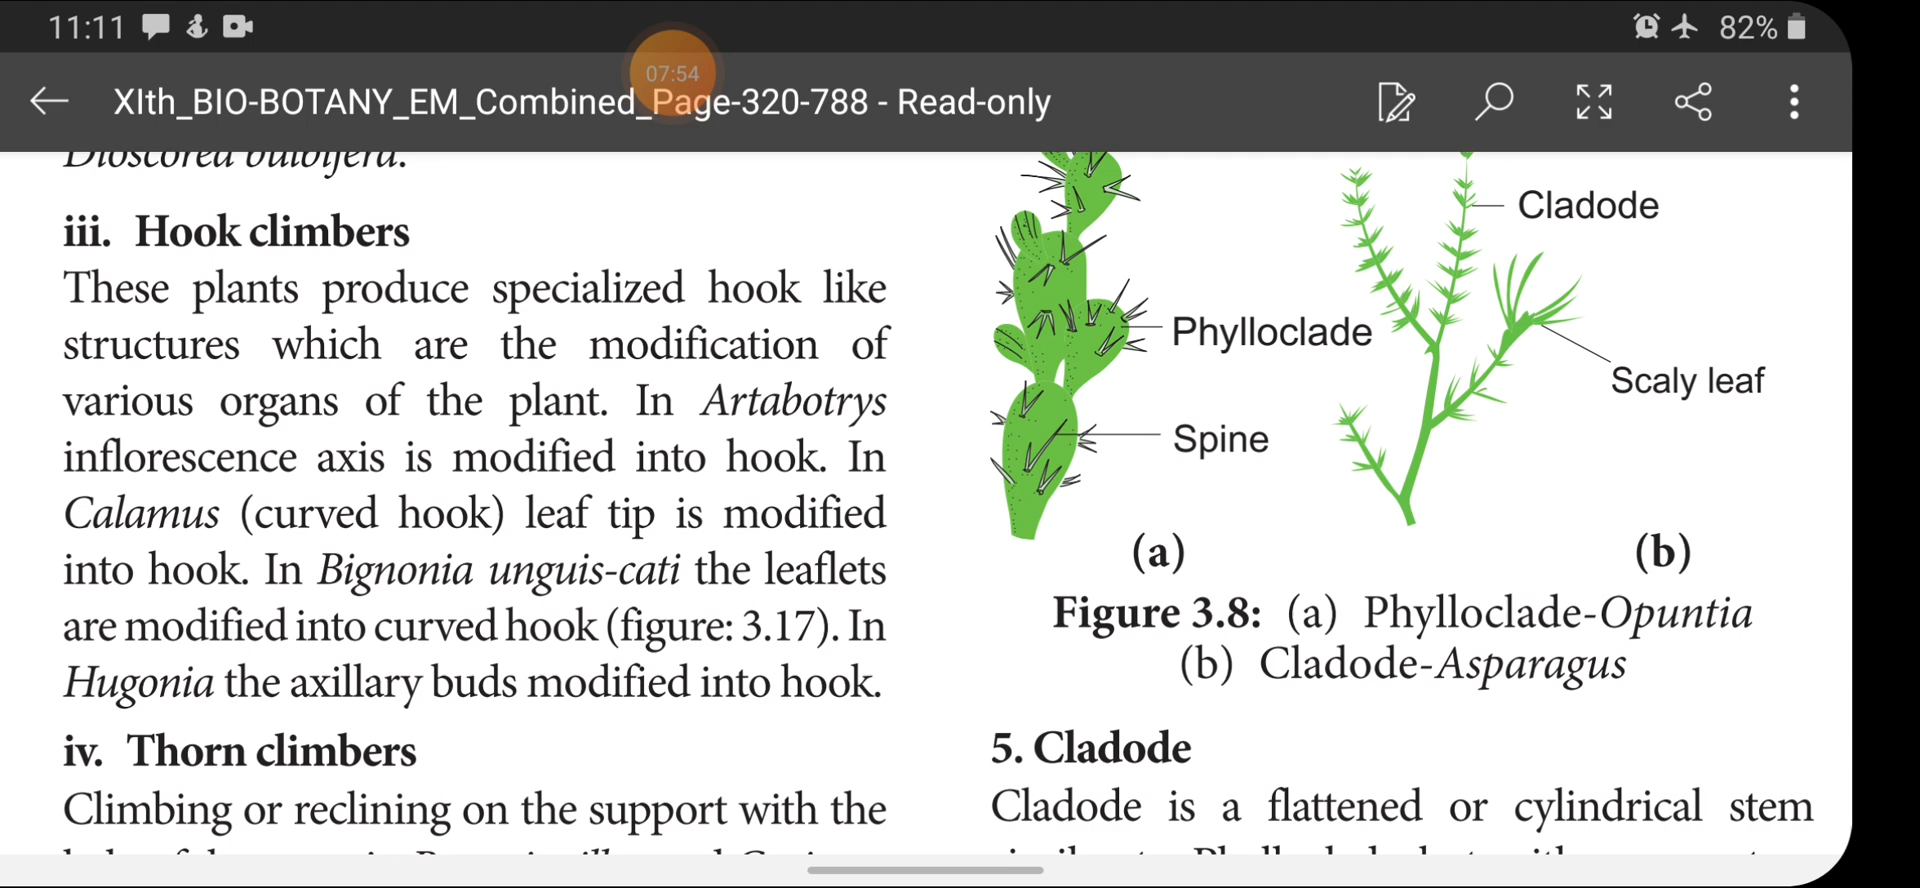 11:11
82%
07:54
XIth_BIO-BOTANY_EM_Combined_Page-320-788 - Read-only
Dioscorea bulbifera.
iii. Hook climbers
These plants produce specialized hook like
structures which are the modification of
various organs of the plant. In Artabotrys
inflorescence axis is modified into hook. In
Calamus (curved hook) leaf tip is modified
into hook. In Bignonia unguis-cati the leaflets
are modified into curved hook (figure: 3.17). In
Hugonia the axillary buds modified into hook.
iv. Thorn climbers
Climbing or reclining on the support with the
Cladode
Phylloclade
Scaly leaf
Spine
(a)
(b)
Figure 3.8: (a) Phylloclade-Opuntia
(b) Cladode-Asparagus
5. Cladode
Cladode is a flattened or cylindrical stem